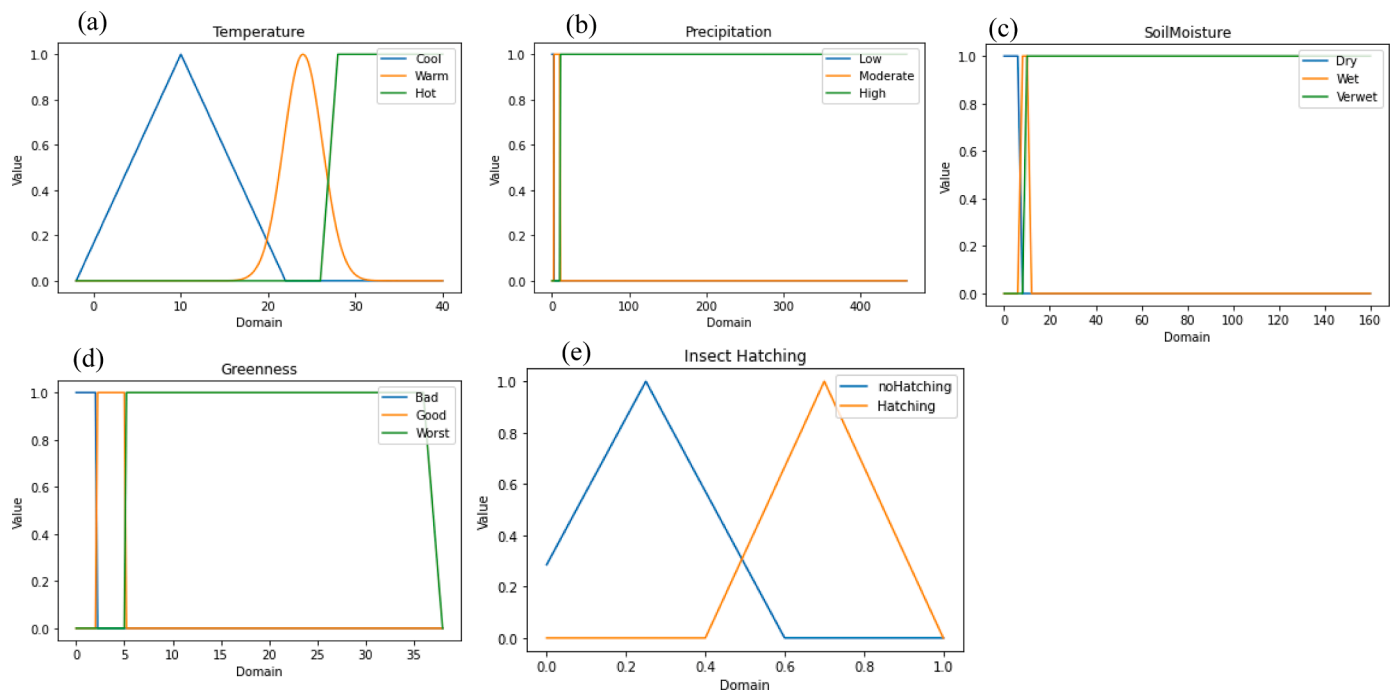 (a)
Temperature
1.0
0.8
0.6
0.4
0.2
0.0
Value
Cool
Warm
Hot
0
10
20
30
40
Domain
(b)
Precipitation
1.0
0.8
0.6
0.4
0.2
0.0
Value
Low
Moderate
High
0
100
200
300
400
Domain
(c)
SoilMoisture
1.0
0.8
0.6
0.4
0.2
0.0
Value
Dry
Wet
Verwet
0
20
40
60
80
100
120
140
160
Domain
(d)
Greenness
1.0
0.8
0.6
0.4
0.2
0.0
Value
Bad
Good
Worst
0
5
10
15
20
25
30
35
Domain
(e)
Insect Hatching
1.0
0.8
0.6
0.4
0.2
0.0
Value
noHatching
Hatching
0.0
0.2
0.4
0.6
0.8
1.0
Domain